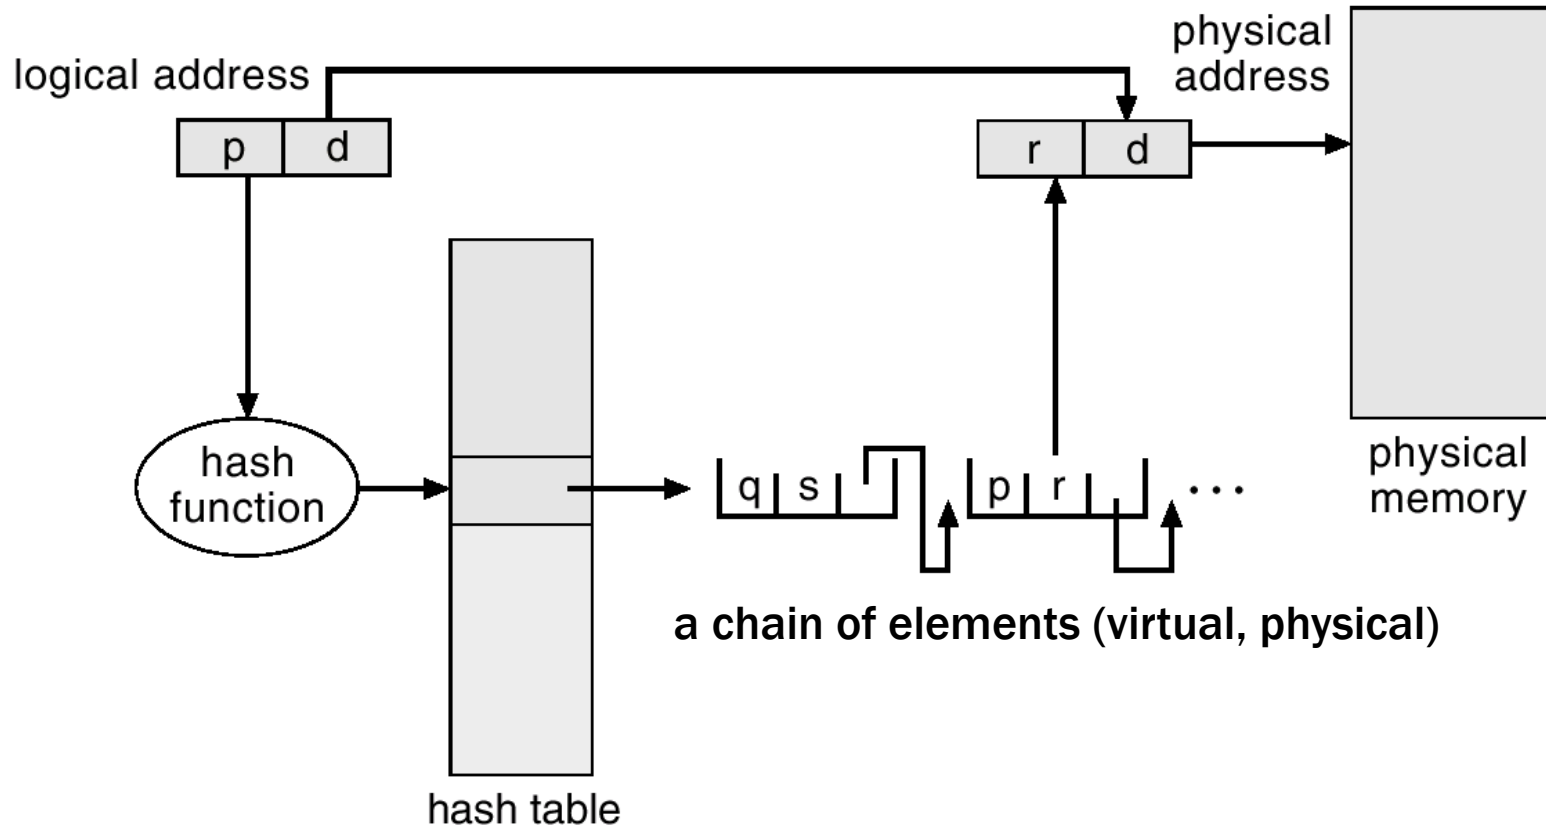 logical address
p d
physical
address
r d
hash
function
q s
p r
...
physical
memory
a chain of elements (virtual, physical)
hash table